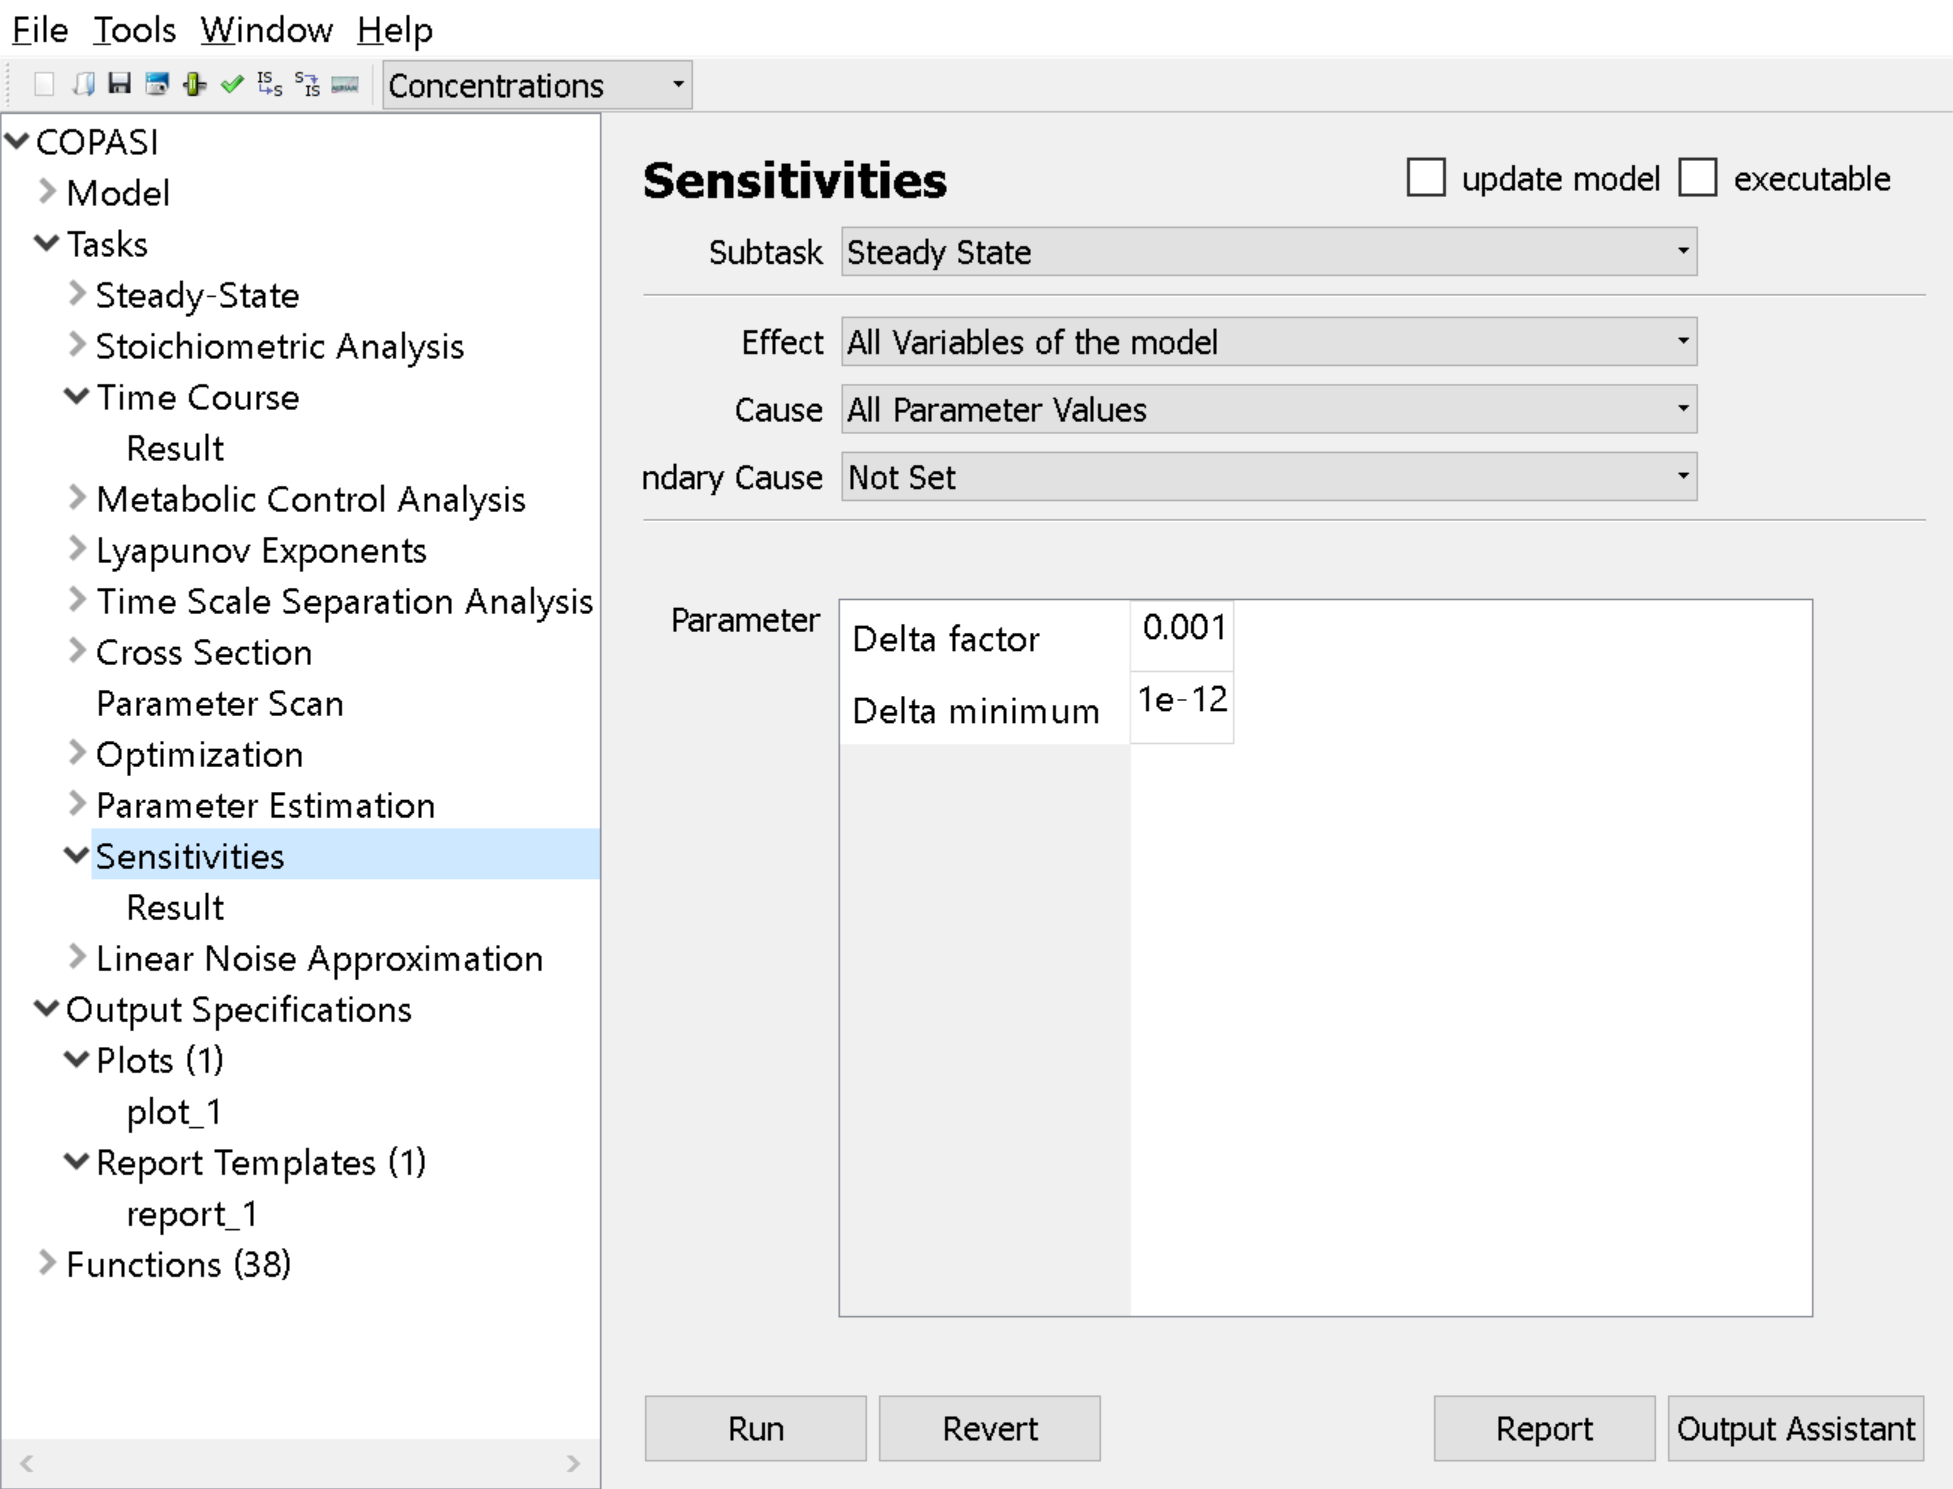 File Tools Window Help
IS S S IS Concentrations
COPASI
Model
Tasks
Steady-State
Stoichiometric Analysis
Time Course
Result
Metabolic Control Analysis
Lyapunov Exponents
Time Scale Separation Analysis
Cross Section
Parameter Scan
Optimization
Parameter Estimation
Sensitivities
Result
Linear Noise Approximation
Output Specifications
Plots (1)
plot_1
Report Templates (1)
report_1
Functions (38)
Sensitivities
update model executable
Subtask Steady State
Effect All Variables of the model
Cause All Parameter Values
ndary Cause Not Set
Parameter
Delta factor 0.001
Delta minimum 1e-12
Run Revert Report Output Assistant